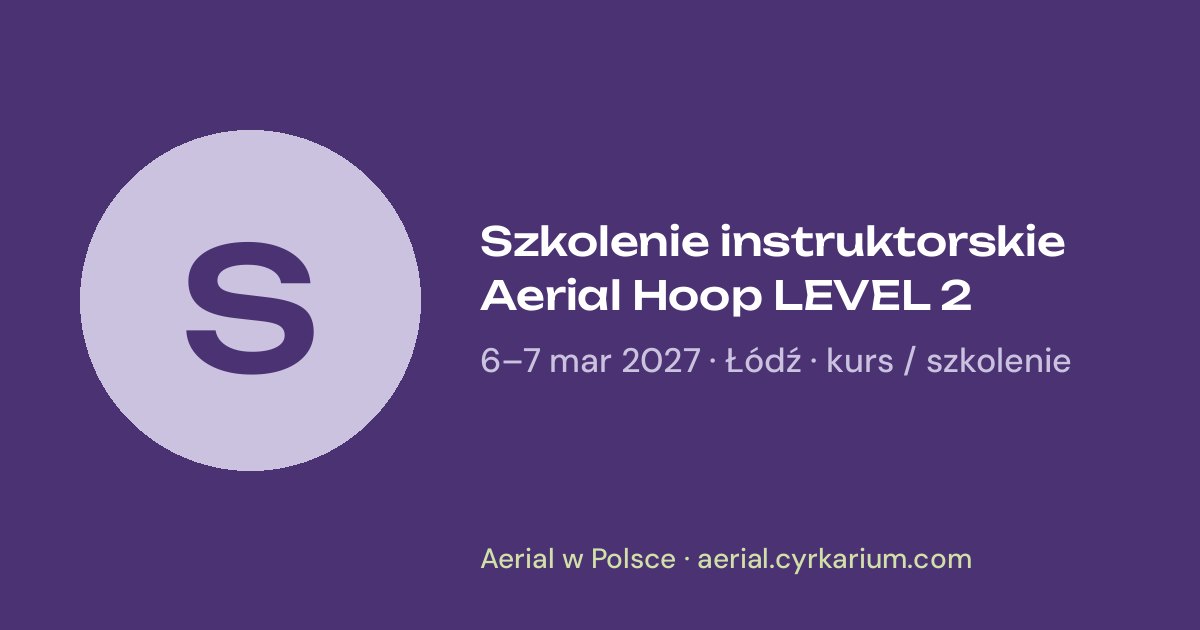 S
Szkolenie instruktorskie
Aerial Hoop LEVEL 2
6–7 mar 2027 · Łódź · kurs / szkolenie
Aerial w Polsce · aerial.cyrkarium.com